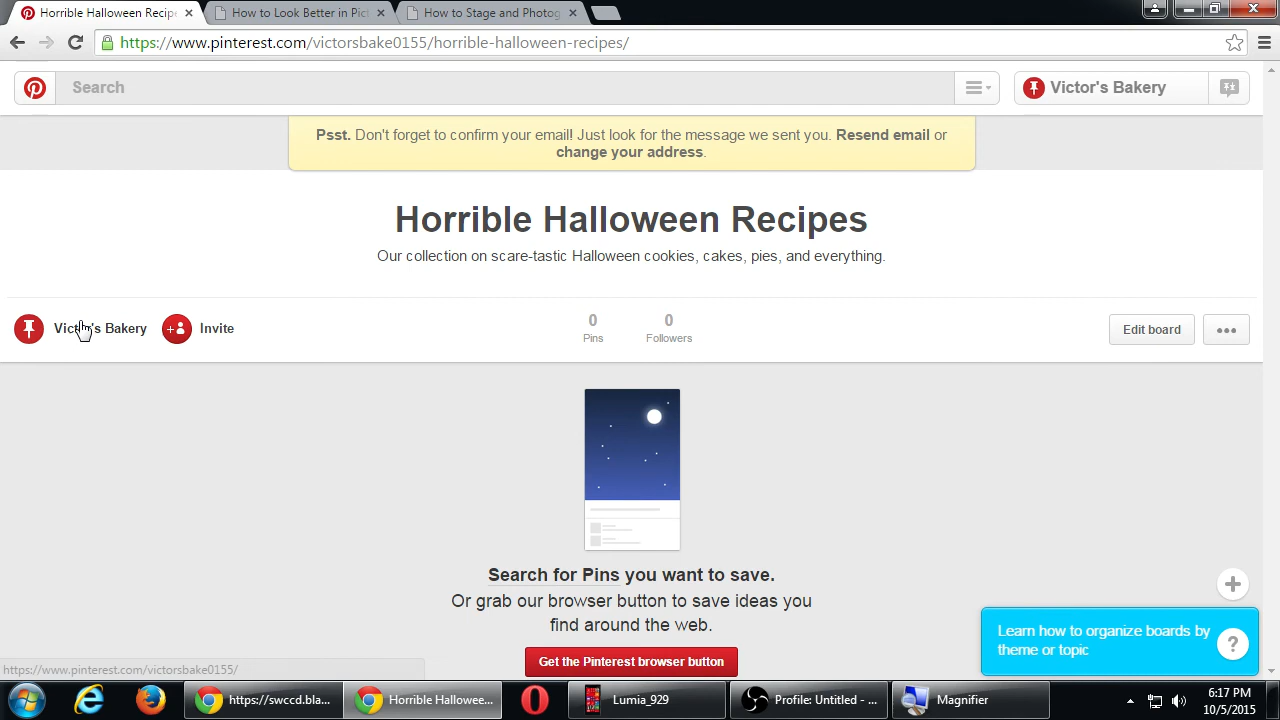 Horrible Halloween Recipe
How to Look Better in Pict
How to Stage and Photog
https://www.pinterest.com/victorsbake0155/horrible-halloween-recipes/
Search
Victor's Bakery
Psst. Don't forget to confirm your email! Just look for the message we sent you. Resend email or
change your address.
Horrible Halloween Recipes
Our collection on scare-tastic Halloween cookies, cakes, pies, and everything.
Victor's Bakery
Invite
0
Pins
0
Followers
Edit board
Search for Pins you want to save.
Or grab our browser button to save ideas you
find around the web.
Get the Pinterest browser button
Learn how to organize boards by
theme or topic
?
https://www.pinterest.com/victorsbake0155/
https://swccd.bla...
Horrible Hallowee...
Lumia_929
Profile: Untitled - ...
Magnifier
6:17 PM
10/5/2015